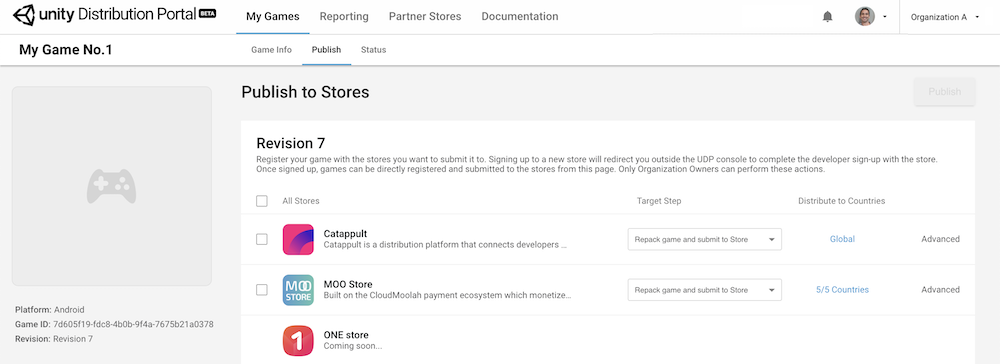 unity Distribution Portal BETA My Games Reporting Partner Stores Documentation Organization A
My Game No.1 Game Info Publish Status
Publish to Stores Publish
Revision 7
Register your game with the stores you want to submit it to. Signing up to a new store will redirect you outside the UDP console to complete the developer sign-up with the store.
Once signed up, games can be directly registered and submitted to the stores from this page. Only Organization Owners can perform these actions.
All Stores Target Step Distribute to Countries
Catappult
Catappult is a distribution platform that connects developers ...
Repack game and submit to Store Global Advanced
MOO STORE
MOO Store
Built on the CloudMoolah payment ecosystem which monetize...
Repack game and submit to Store 5/5 Countries Advanced
1
ONE store
Coming soon...
Platform: Android
Game ID: 7d605f19-fdc8-4b0b-9f4a-7675b21a0378
Revision: Revision 7